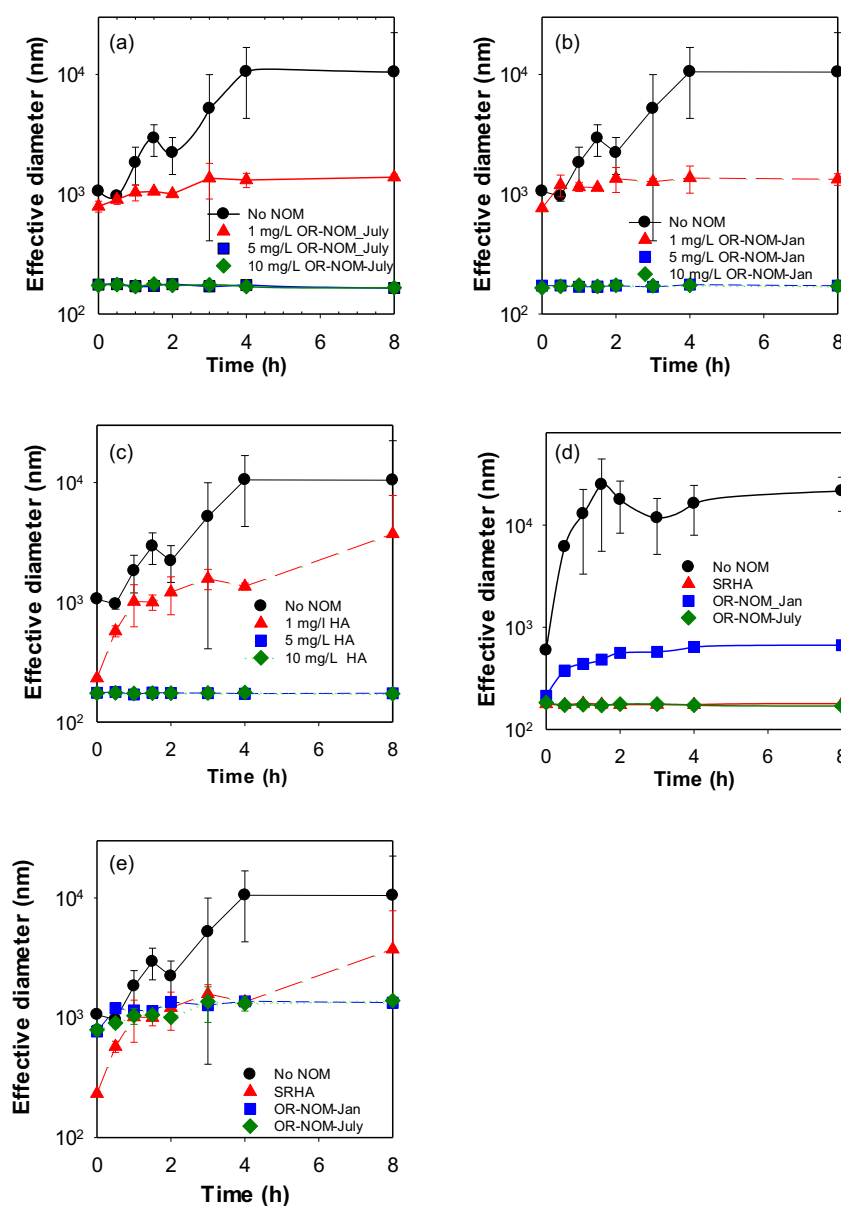 (a)
Effective diameter (nm)
10⁴
10³
10²
No NOM
1 mg/L OR-NOM_July
5 mg/L OR-NOM_July
10 mg/L OR-NOM-July
0 2 4 6 8
Time (h)
(b)
Effective diameter (nm)
10⁴
10³
10²
No NOM
1 mg/L OR-NOM-Jan
5 mg/L OR-NOM-Jan
10 mg/L OR-NOM-Jan
0 2 4 6 8
Time (h)
(c)
Effective diameter (nm)
10⁴
10³
10²
No NOM
1 mg/l HA
5 mg/L HA
10 mg/L HA
0 2 4 6 8
Time (h)
(d)
Effective diameter (nm)
10⁴
10³
10²
No NOM
SRHA
OR-NOM_Jan
OR-NOM-July
0 2 4 6 8
Time (h)
(e)
Effective diameter (nm)
10⁴
10³
10²
No NOM
SRHA
OR-NOM-Jan
OR-NOM-July
0 2 4 6 8
Time (h)